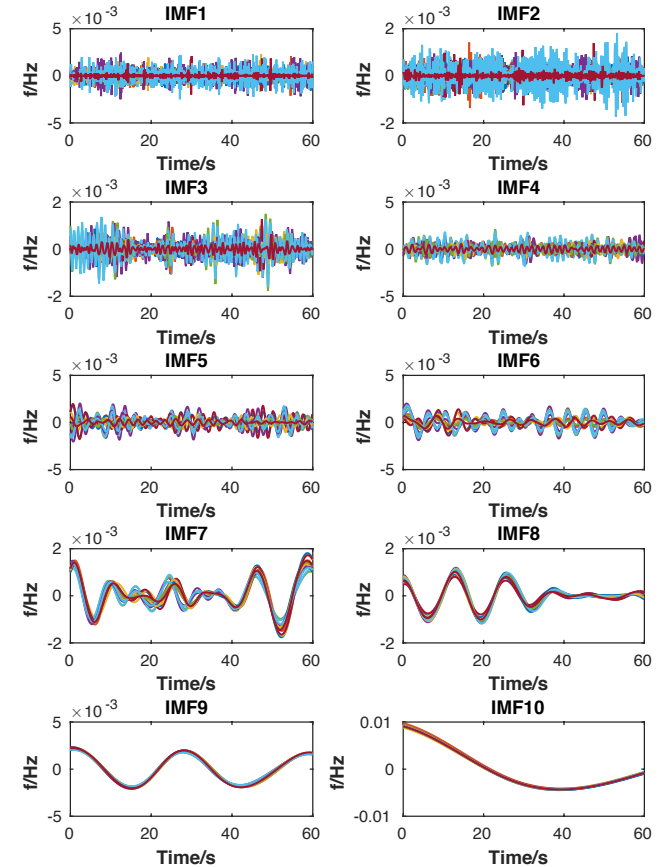 IMF1
IMF2
5 ×10^-3
2 ×10^-3
f/Hz
0
f/Hz
0
-5
-2
0 20 40 60
0 20 40 60
Time/s
Time/s
IMF3
IMF4
2 ×10^-3
5 ×10^-3
f/Hz
0
f/Hz
0
-2
-5
0 20 40 60
0 20 40 60
Time/s
Time/s
IMF5
IMF6
5 ×10^-3
5 ×10^-3
f/Hz
0
f/Hz
0
-5
-5
0 20 40 60
0 20 40 60
Time/s
Time/s
IMF7
IMF8
2 ×10^-3
2 ×10^-3
f/Hz
0
f/Hz
0
-2
-2
0 20 40 60
0 20 40 60
Time/s
Time/s
IMF9
IMF10
5 ×10^-3
0.01
f/Hz
0
f/Hz
0
-5
-0.01
0 20 40 60
0 20 40 60
Time/s
Time/s